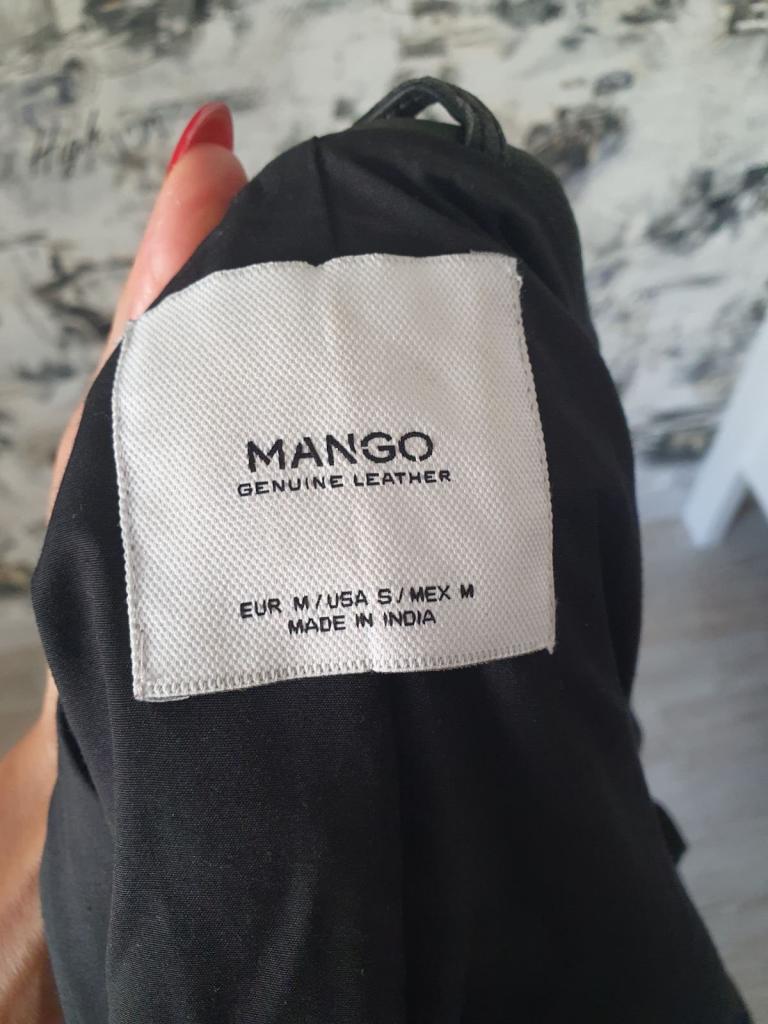 MANGO
GENUINE LEATHER
EUR M / USA S / MEX M
MADE IN INDIA